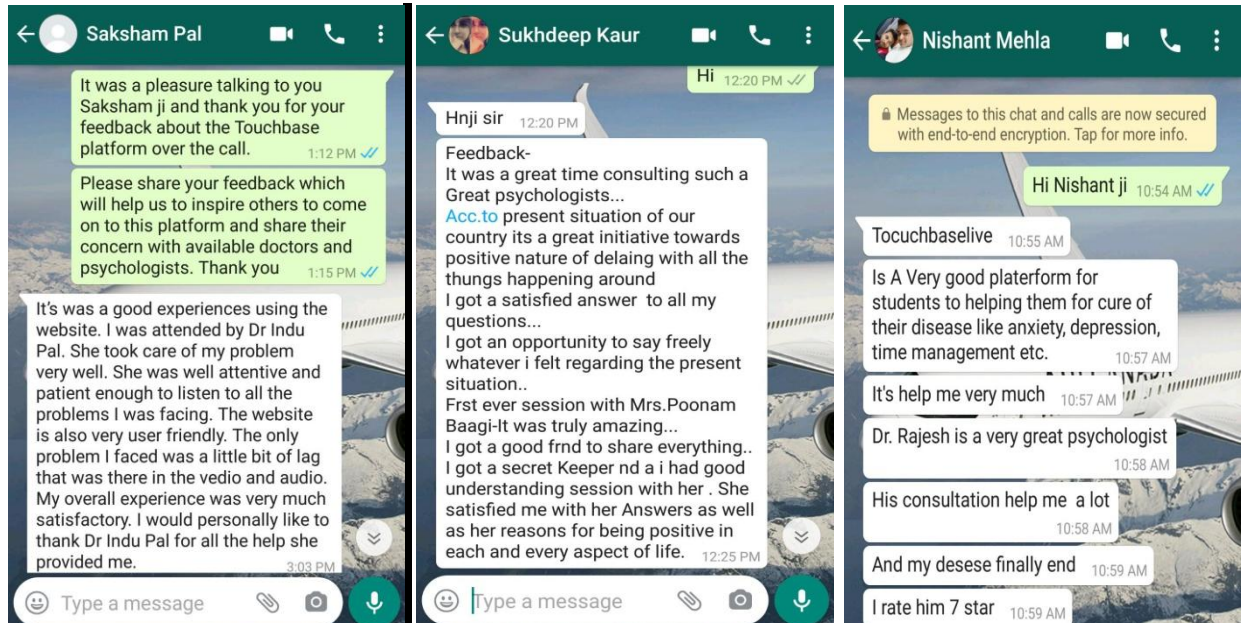 Saksham Pal
It was a pleasure talking to you
Saksham ji and thank you for your
feedback about the Touchbase
platform over the call.
1:12 PM
Please share your feedback which
will help us to inspire others to come
on to this platform and share their
concern with available doctors and
psychologists. Thank you
1:15 PM
It's was a good experiences using the
website. I was attended by Dr Indu
Pal. She took care of my problem
very well. She was well attentive and
patient enough to listen to all the
problems I was facing. The website
is also very user friendly. The only
problem I faced was a little bit of lag
that was there in the vedio and audio.
My overall experience was very much
satisfactory. I would personally like to
thank Dr Indu Pal for all the help she
provided me.
3:03 PM
Type a message
Sukhdeep Kaur
Hi 12:20 PM
Hnji sir 12:20 PM
Feedback-
It was a great time consulting such a
Great psychologists...
Acc.to present situation of our
country its a great initiative towards
positive nature of delaing with all the
thungs happening around
I got a satisfied answer to all my
questions...
I got an opportunity to say freely
whatever i felt regarding the present
situation..
Frst ever session with Mrs.Poonam
Baagi-It was truly amazing...
I got a good frnd to share everything..
I got a secret Keeper nd a i had good
understanding session with her . She
satisfied me with her Answers as well
as her reasons for being positive in
each and every aspect of life.
12:25 PM
Type a message
Nishant Mehla
Messages to this chat and calls are now secured
with end-to-end encryption. Tap for more info.
Hi Nishant ji 10:54 AM
Tocuchbaselive 10:55 AM
Is A Very good platerform for
students to helping them for cure of
their disease like anxiety, depression,
time management etc.
10:57 AM
It's help me very much 10:57 AM
Dr. Rajesh is a very great psychologist
10:58 AM
His consultation help me a lot
10:58 AM
And my desese finally end 10:59 AM
I rate him 7 star 10:59 AM